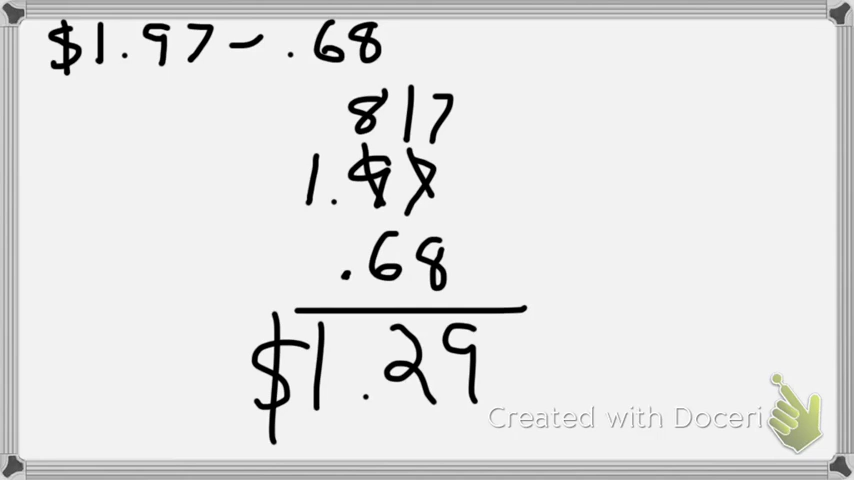 $1.97 - .68
8 17
1.97
.68
$1.29
Created with Doceri